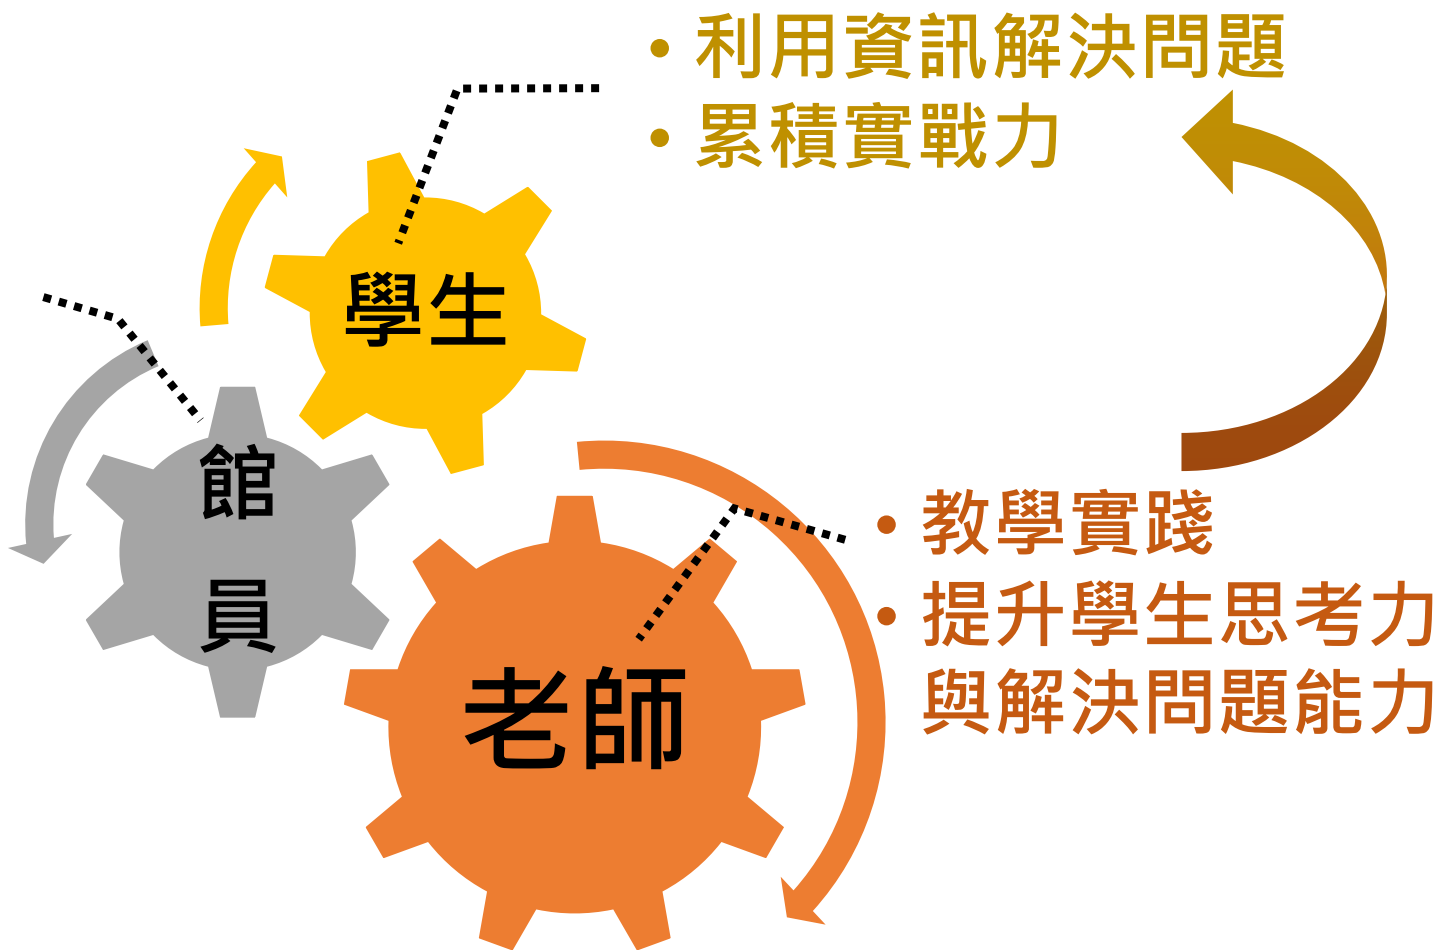 • 利用資訊解決問題
• 累積實戰力
學生
館
員
老師
• 教學實踐
• 提升學生思考力
與解決問題能力